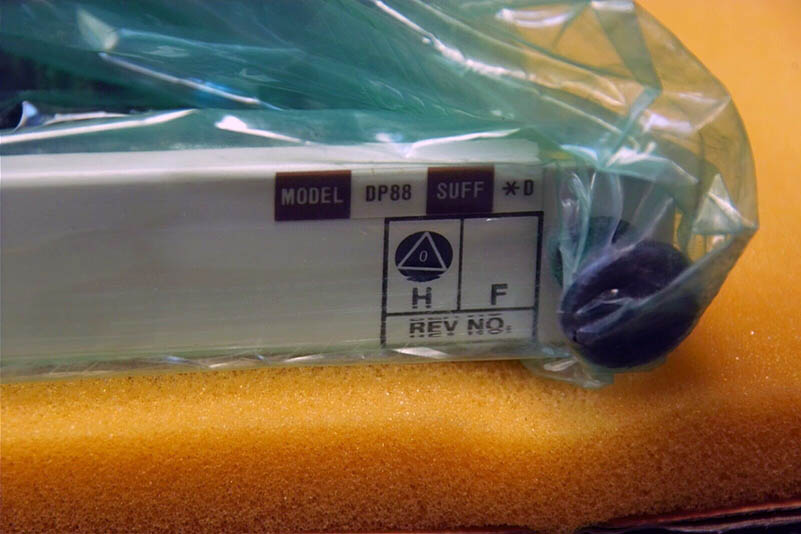 MODEL DP88 SUFF *D
0
H F
REV NO.